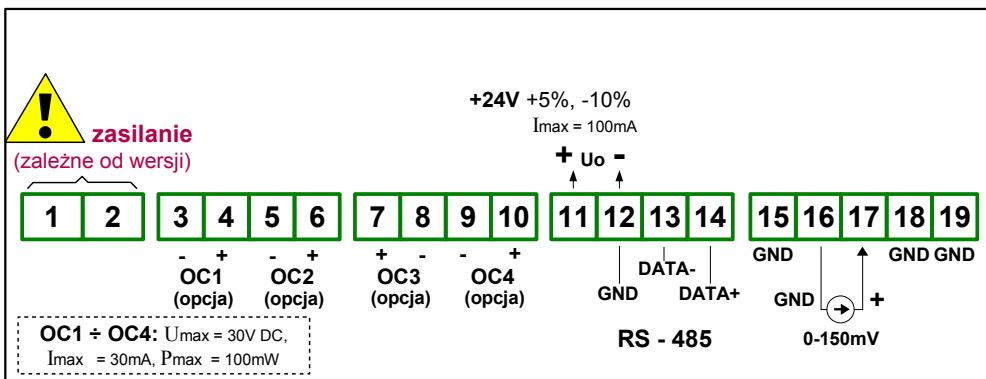 !
zasilanie
(zależne od wersji)
+24V +5%, -10%
Imax = 100mA
+ Uo -
1 2 3 4 5 6 7 8 9 10 11 12 13 14 15 16 17 18 19
- + - + + - - +
OC1 OC2 OC3 OC4
(opcja) (opcja) (opcja) (opcja)
GND DATA- DATA+
RS - 485
GND GND GND
GND +
0-150mV
OC1 ÷ OC4: Umax = 30V DC,
Imax = 30mA, Pmax = 100mW